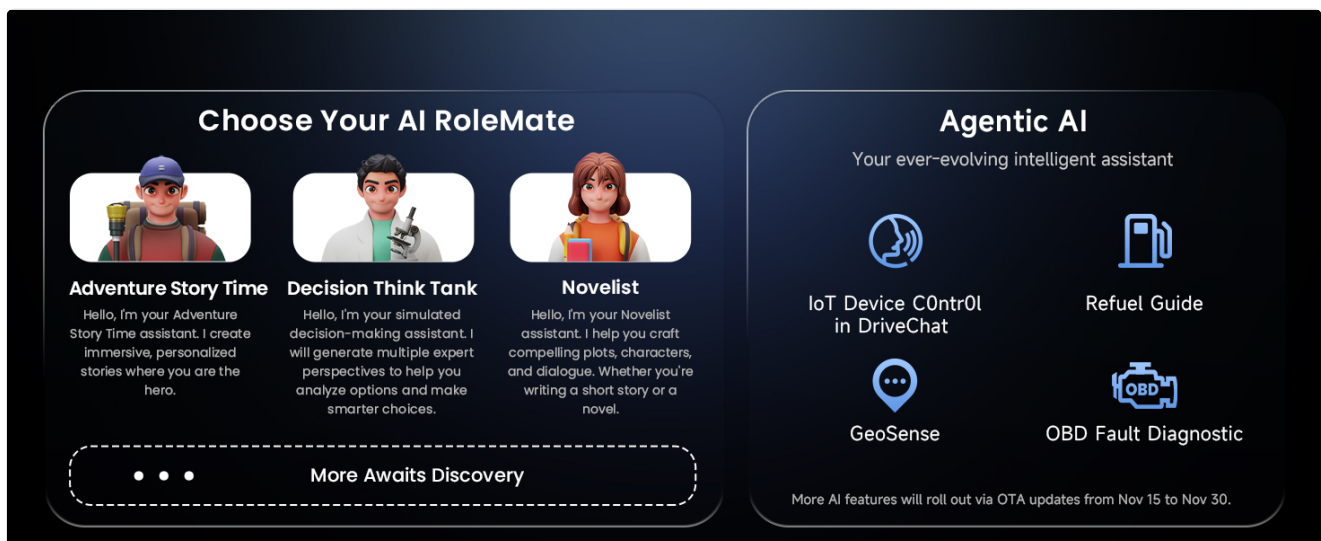 Choose Your AI RoleMate
Adventure Story Time
Hello, I'm your Adventure
Story Time assistant. I create
immersive, personalized
stories where you are the
hero.
Decision Think Tank
Hello, I'm your simulated
decision-making assistant. I
will generate multiple expert
perspectives to help you
analyze options and make
smarter choices.
Novelist
Hello, I'm your Novelist
assistant. I help you craft
compelling plots, characters,
and dialogue. Whether you're
writing a short story or a
novel.
More Awaits Discovery
Agentic AI
Your ever-evolving intelligent assistant
IoT Device C0ntr0l
in DriveChat
Refuel Guide
GeoSense
OBD
OBD Fault Diagnostic
More AI features will roll out via OTA updates from Nov 15 to Nov 30.